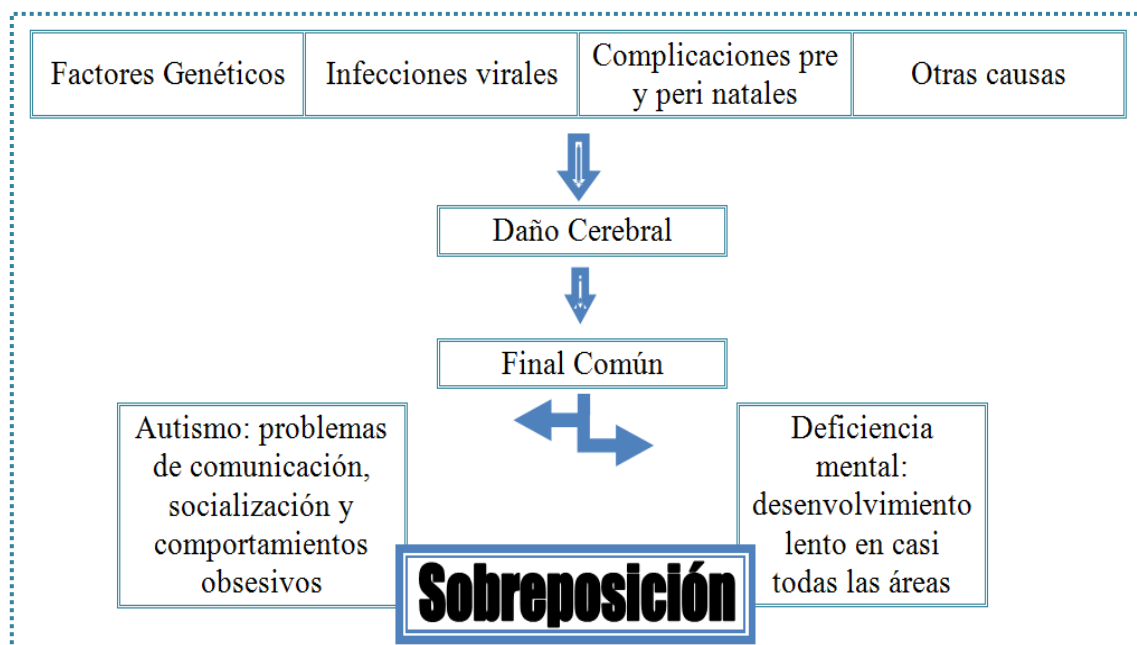 Factores Genéticos
Infecciones virales
Complicaciones pre
y peri natales
Otras causas
Daño Cerebral
Final Común
Autismo: problemas
de comunicación,
socialización y
comportamientos
obsesivos
Deficiencia
mental:
desenvolvimiento
lento en casi
todas las áreas
Sobreposición